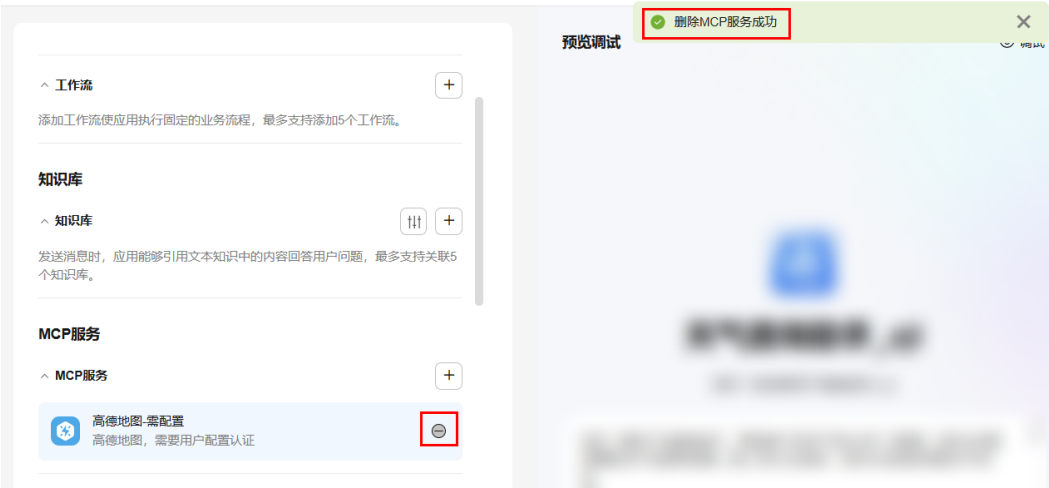 删除MCP服务成功
预览调试
调试
工作流
添加工作流使应用执行固定的业务流程，最多支持添加5个工作流。
知识库
知识库
发送消息时，应用能够引用文本知识中的内容回答用户问题，最多支持关联5
个知识库。
MCP服务
MCP服务
高德地图-需配置
高德地图，需要用户配置认证